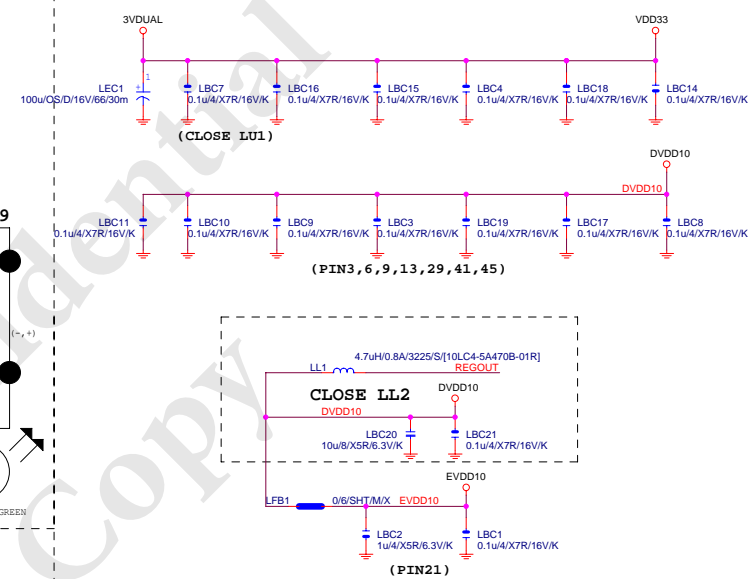 3VDUAL
VDD33
LEC1
100u/OS/D/16V/66/30m
1
+
LBC7
0.1u/4/X7R/16V/K
LBC16
0.1u/4/X7R/16V/K
LBC15
0.1u/4/X7R/16V/K
LBC4
0.1u/4/X7R/16V/K
LBC18
0.1u/4/X7R/16V/K
LBC14
0.1u/4/X7R/16V/K
(CLOSE LU1)
DVDD10
DVDD10
LBC11
0.1u/4/X7R/16V/K
LBC10
0.1u/4/X7R/16V/K
LBC9
0.1u/4/X7R/16V/K
LBC3
0.1u/4/X7R/16V/K
LBC19
0.1u/4/X7R/16V/K
LBC17
0.1u/4/X7R/16V/K
LBC8
0.1u/4/X7R/16V/K
(PIN3,6,9,13,29,41,45)
9
(-,+)
GREEN
4.7uH/0.8A/3225/S/[10LC4-5A470B-01R]
LL1
REGOUT
CLOSE LL2
DVDD10
DVDD10
LBC20
10u/8/X5R/6.3V/K
LBC21
0.1u/4/X7R/16V/K
EVDD10
LFB1
0/6/SHT/M/X
EVDD10
LBC2
1u/4/X5R/6.3V/K
LBC1
0.1u/4/X7R/16V/K
(PIN21)
dential
Copy